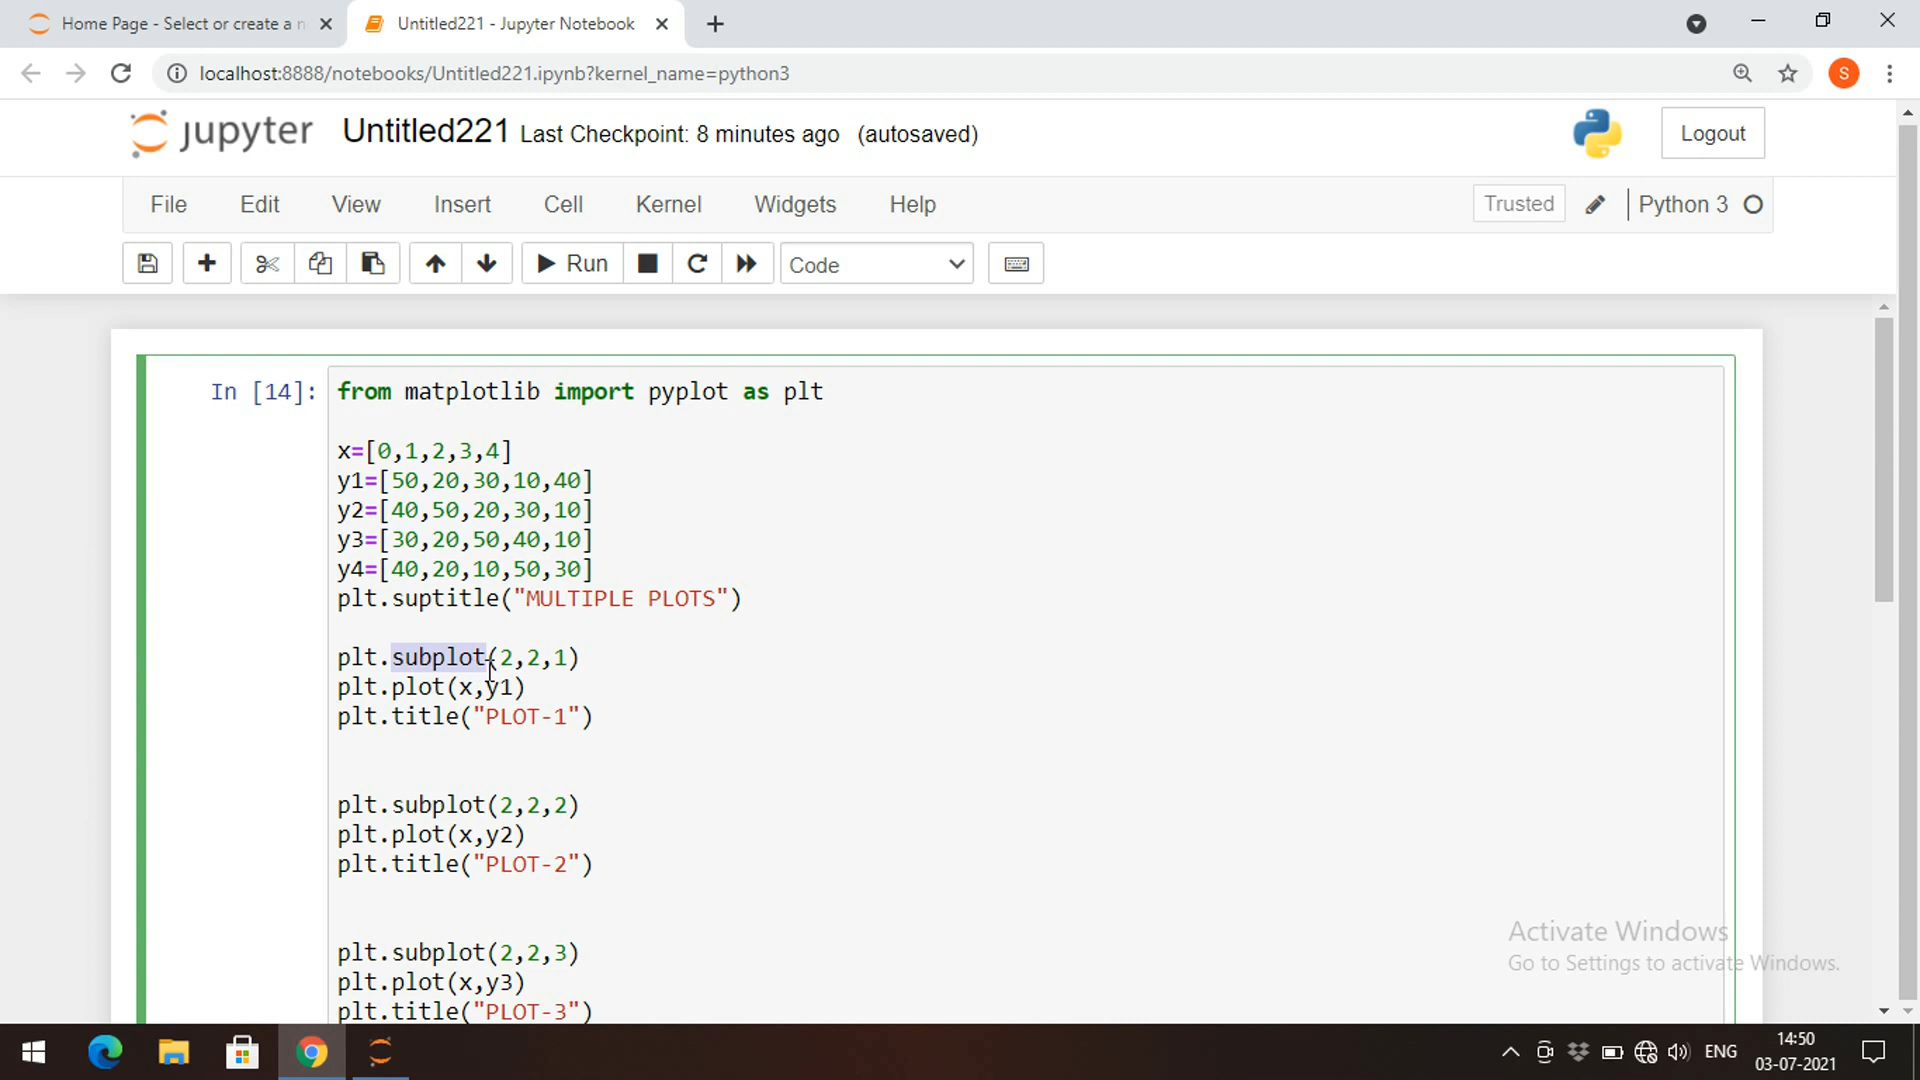 Home Page - Select or create a n
Untitled221 - Jupyter Notebook
localhost:8888/notebooks/Untitled221.ipynb?kernel_name=python3
S
jupyter Untitled221 Last Checkpoint: 8 minutes ago (autosaved)
Logout
File Edit View Insert Cell Kernel Widgets Help
Trusted Python 3
Run Code
In [14]: from matplotlib import pyplot as plt
x=[0,1,2,3,4]
y1=[50,20,30,10,40]
y2=[40,50,20,30,10]
y3=[30,20,50,40,10]
y4=[40,20,10,50,30]
plt.suptitle("MULTIPLE PLOTS")
plt.subplot(2,2,1)
plt.plot(x,y1)
plt.title("PLOT-1")
plt.subplot(2,2,2)
plt.plot(x,y2)
plt.title("PLOT-2")
plt.subplot(2,2,3)
plt.plot(x,y3)
plt.title("PLOT-3")
Activate Windows
Go to Settings to activate Windows.
ENG
14:50
03-07-2021